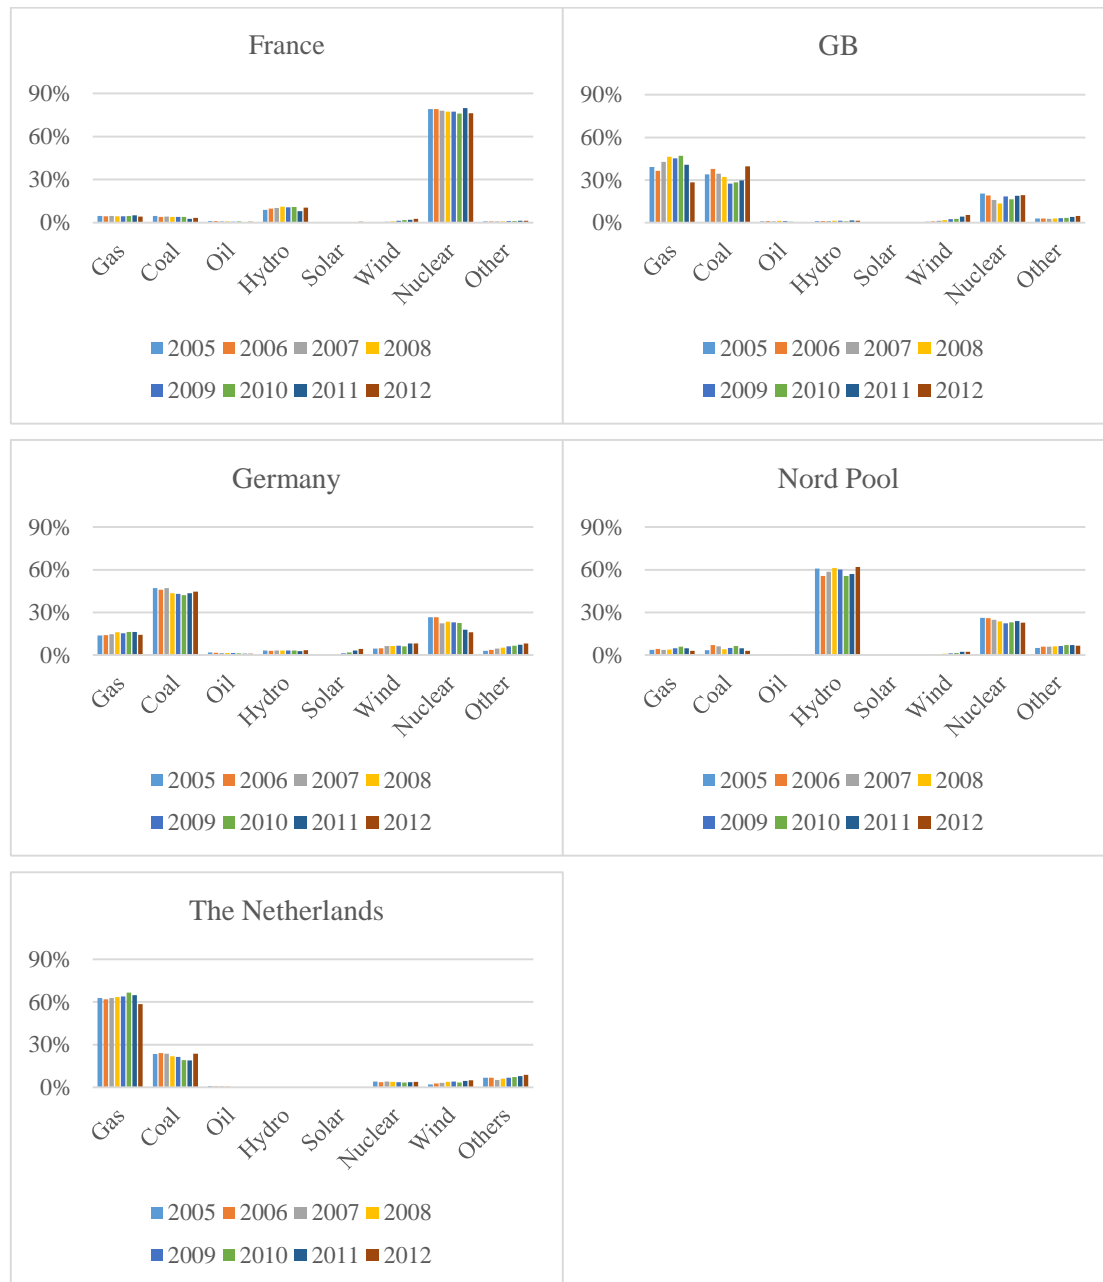 France
90%
60%
30%
0%
Gas
Coal
Oil
Hydro
Solar
Wind
Nuclear
Other
2005 2006 2007 2008
2009 2010 2011 2012
GB
90%
60%
30%
0%
Gas
Coal
Oil
Hydro
Solar
Wind
Nuclear
Other
2005 2006 2007 2008
2009 2010 2011 2012
Germany
90%
60%
30%
0%
Gas
Coal
Oil
Hydro
Solar
Wind
Nuclear
Other
2005 2006 2007 2008
2009 2010 2011 2012
Nord Pool
90%
60%
30%
0%
Gas
Coal
Oil
Hydro
Solar
Wind
Nuclear
Other
2005 2006 2007 2008
2009 2010 2011 2012
The Netherlands
90%
60%
30%
0%
Gas
Coal
Oil
Hydro
Solar
Nuclear
Wind
Others
2005 2006 2007 2008
2009 2010 2011 2012